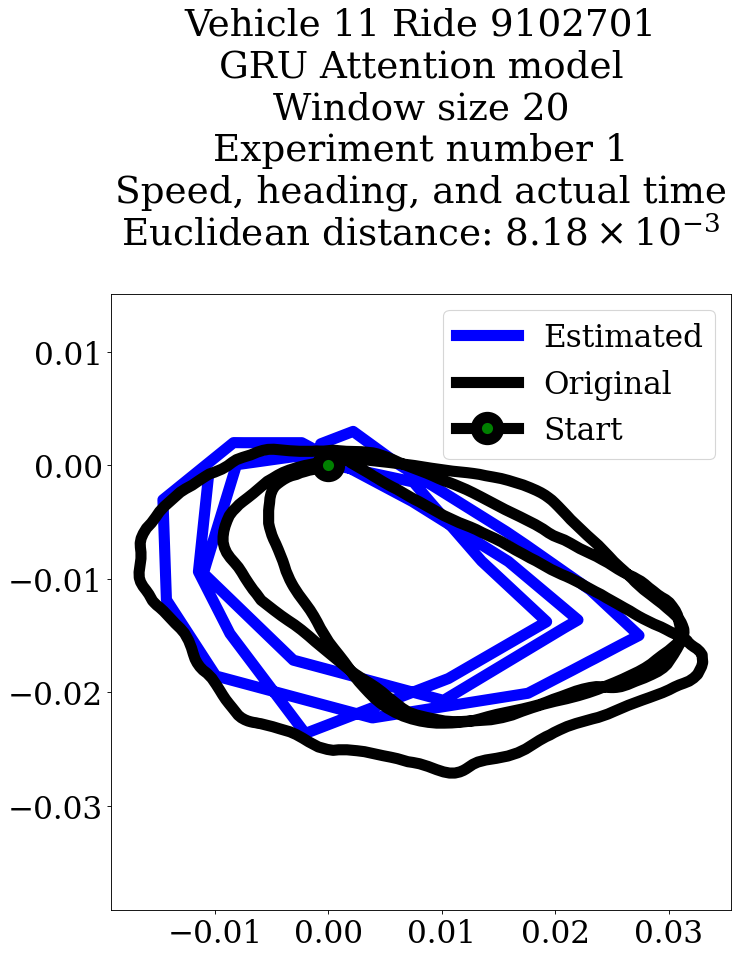 Vehicle 11 Ride 9102701
GRU Attention model
Window size 20
Experiment number 1
Speed, heading, and actual time
Euclidean distance: 8.18 × 10⁻³
Estimated
Original
Start
0.01
0.00
−0.01
−0.02
−0.03
−0.01 0.00 0.01 0.02 0.03